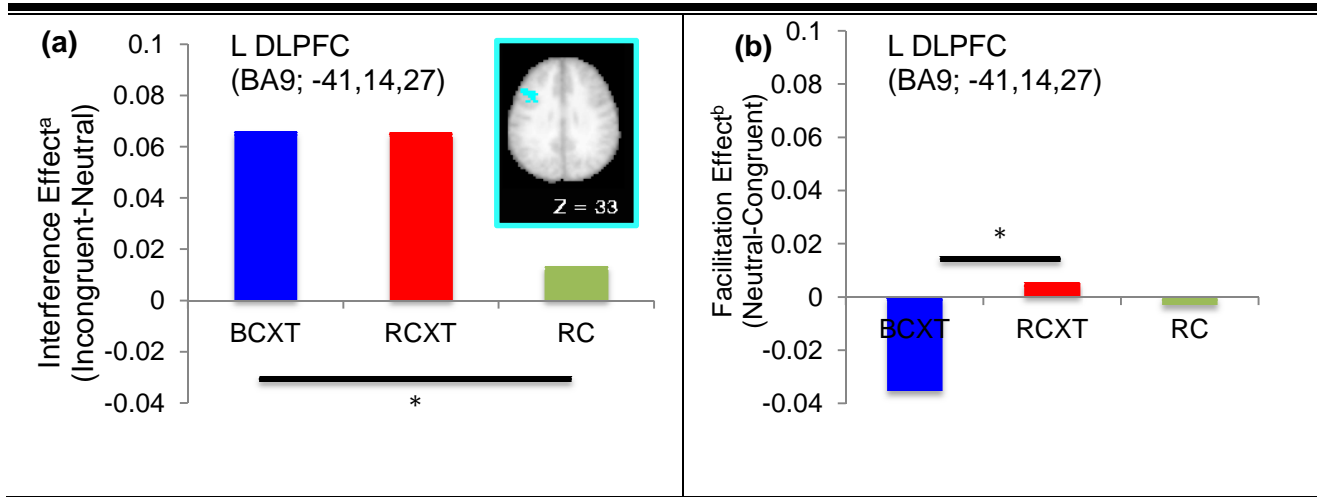 (a)
L DLPFC
(BA9; -41,14,27)
Interference Effectᵃ
(Incongruent-Neutral)
0.1
0.08
0.06
0.04
0.02
0
-0.02
-0.04
Z = 33
BCXT
RCXT
RC
*
(b)
L DLPFC
(BA9; -41,14,27)
Facilitation Effectᵇ
(Neutral-Congruent)
0.1
0.08
0.06
0.04
0.02
0
-0.02
-0.04
*
BCXT
RCXT
RC